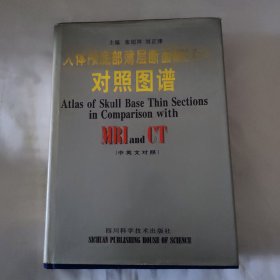 主编
人体颅底部薄层断面
对照图谱
Atlas of Skull Base Thin Sections
in Comparison with
MRI and CT
(中英文对照)
四川科学技术出版社
SICHUAN PUBLISHING HOUSE OF SCIENCE